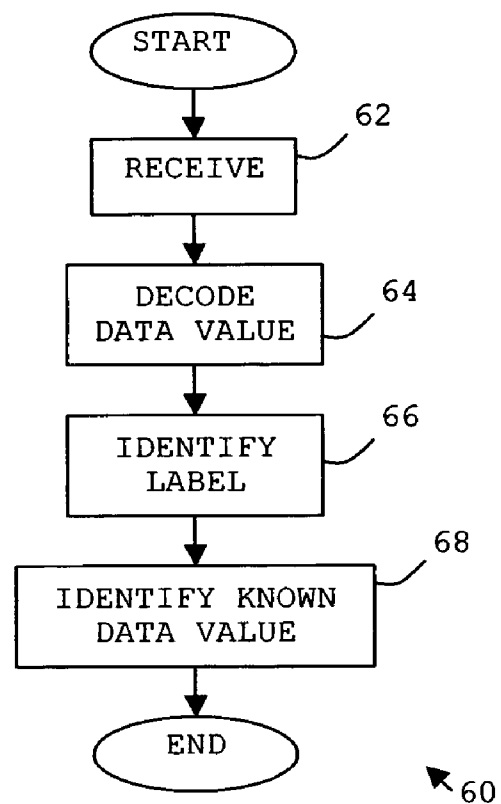 START
62
RECEIVE
64
DECODE
DATA VALUE
66
IDENTIFY
LABEL
68
IDENTIFY KNOWN
DATA VALUE
END
60